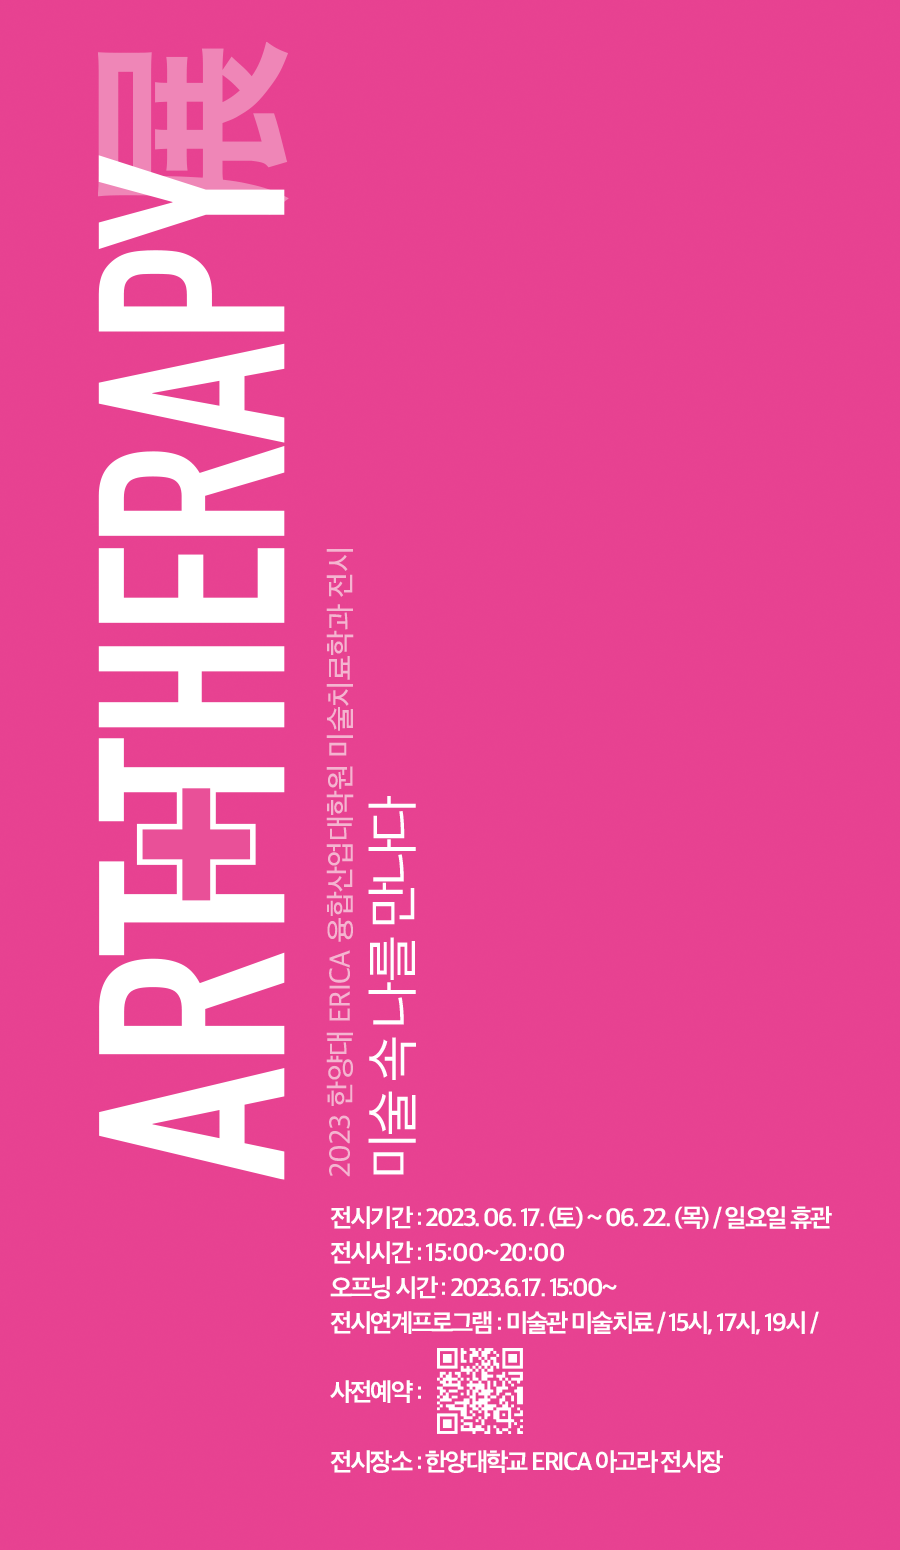 ART THERAPY展
2023 한양대 ERICA 융합산업대학원 미술치료학과 전시
미술 속 나를 만나다
전시기간 : 2023. 06. 17. (토) ~ 06. 22. (목) / 일요일 휴관
전시시간 : 15:00~20:00
오프닝 시간 : 2023.6.17. 15:00~
전시연계프로그램 : 미술관 미술치료 / 15시, 17시, 19시 /
사전예약 :
전시장소 : 한양대학교 ERICA 아고라 전시장